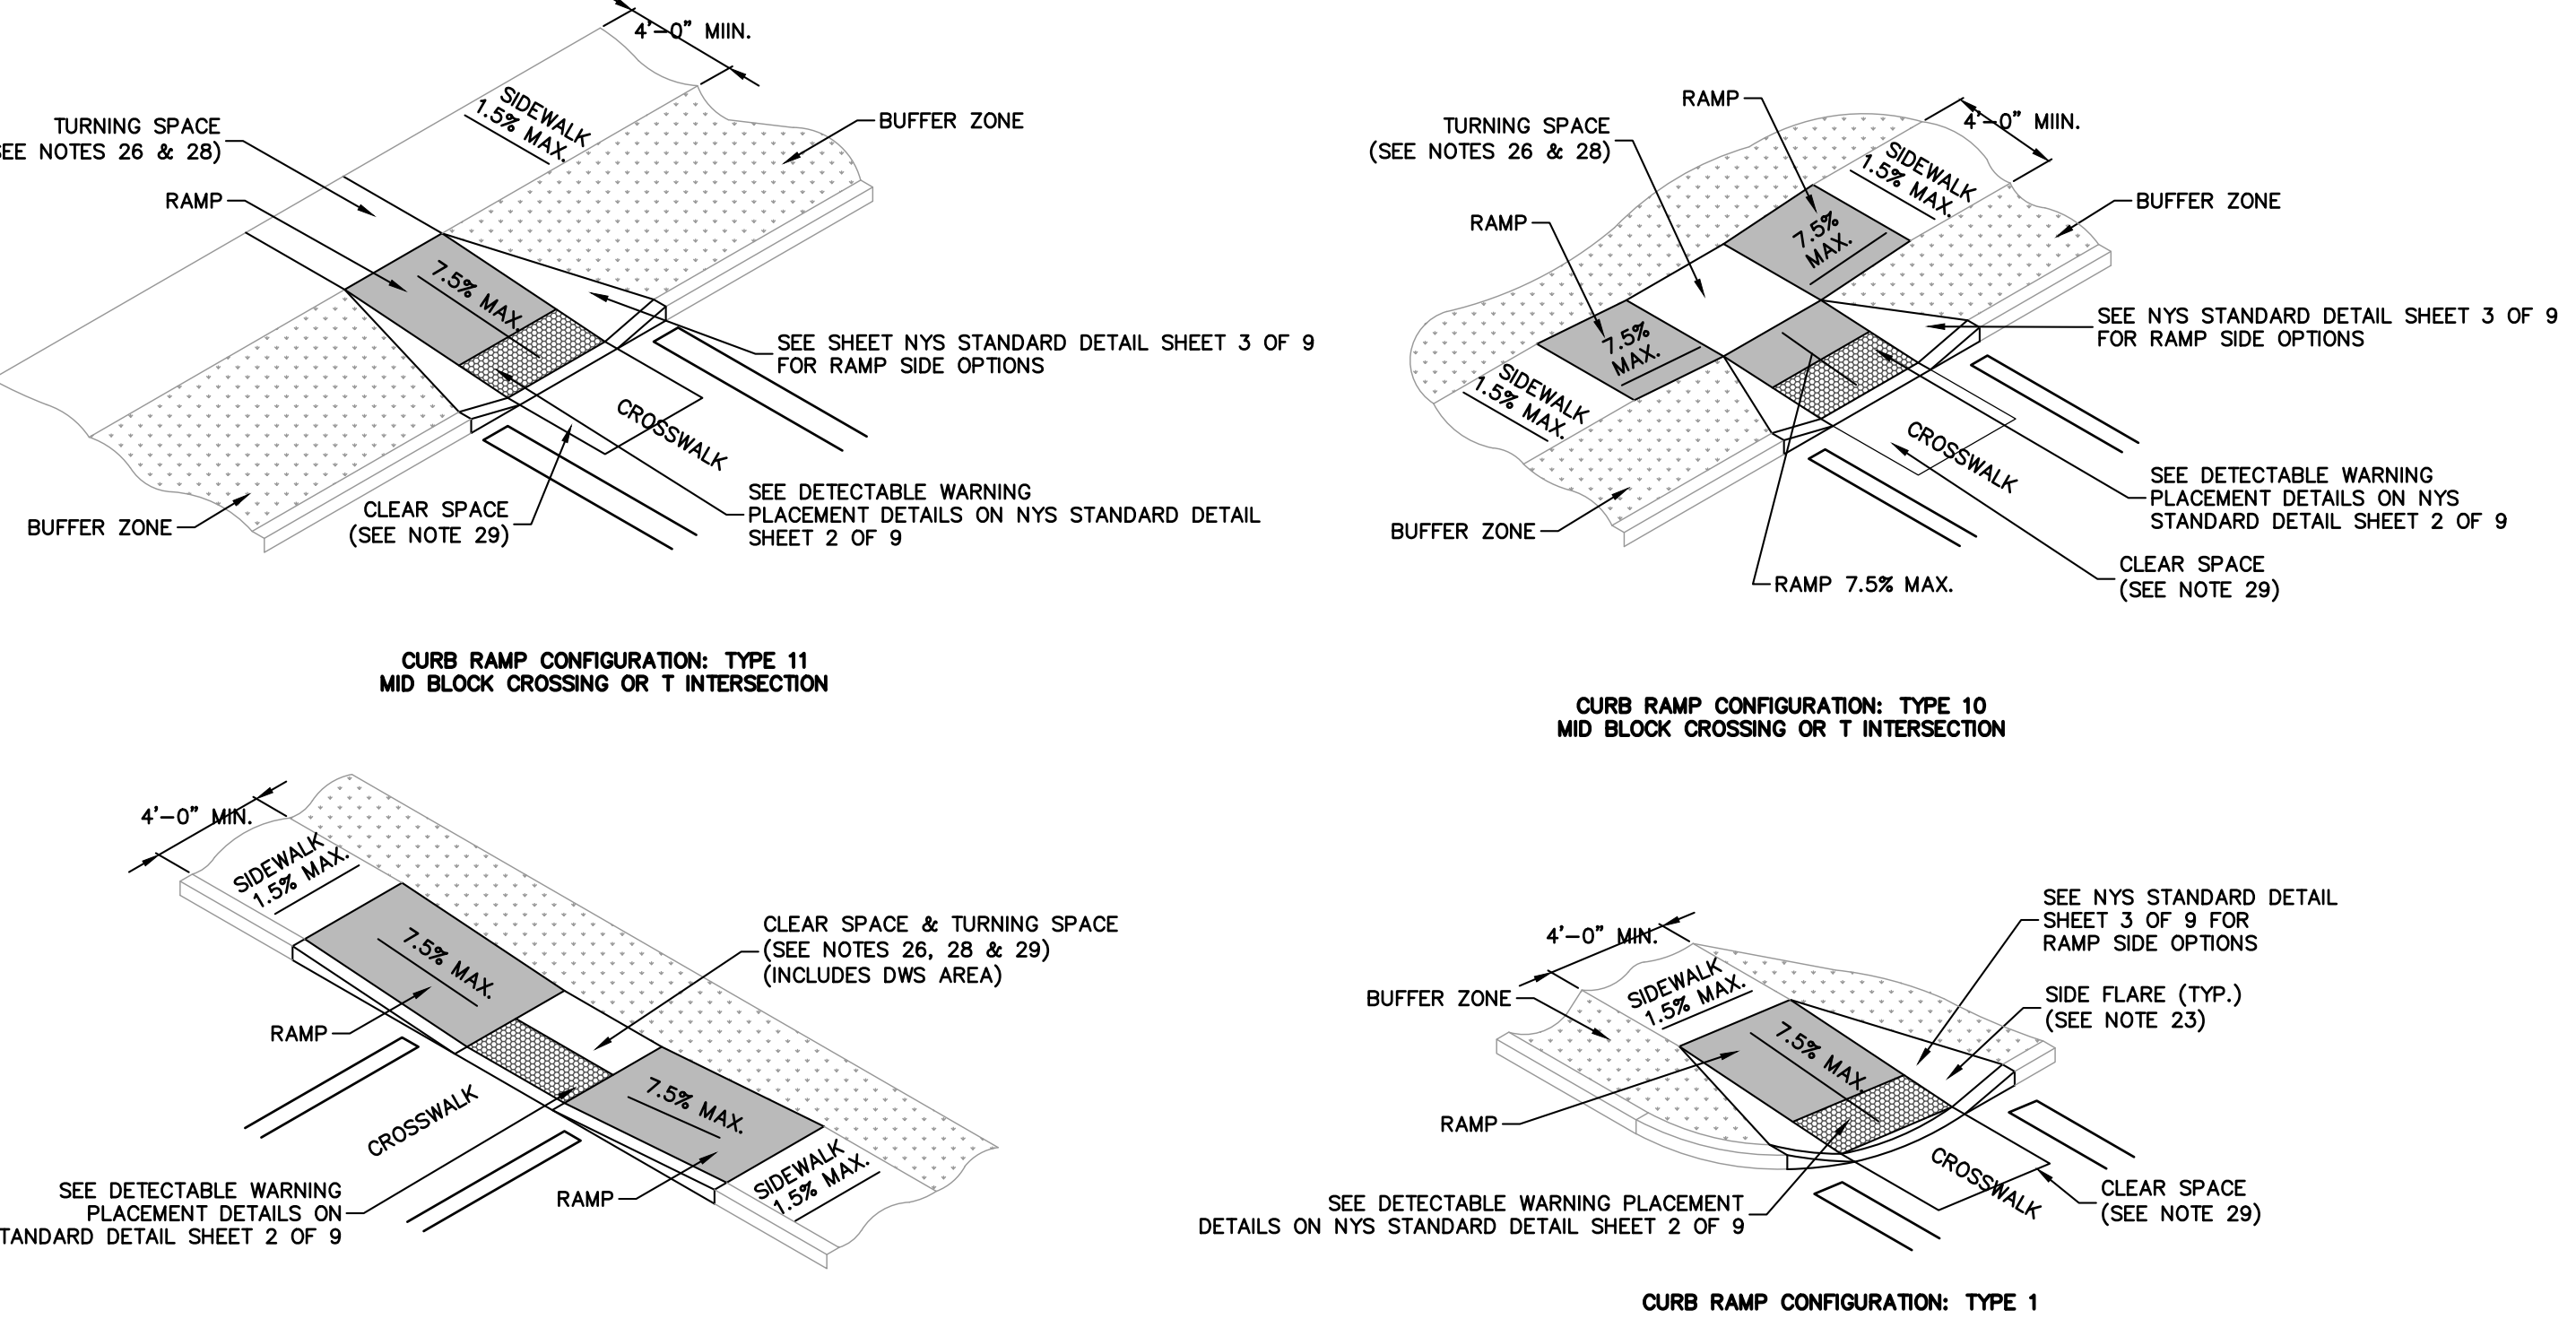 4'-0" MIIN.
SIDEWALK
1.5% MAX.
TURNING SPACE
SEE NOTES 26 & 28)
RAMP
BUFFER ZONE
7.5% MAX.
SEE SHEET NYS STANDARD DETAIL SHEET 3 OF 9
FOR RAMP SIDE OPTIONS
CROSSWALK
SEE DETECTABLE WARNING
PLACEMENT DETAILS ON NYS STANDARD DETAIL
SHEET 2 OF 9
CLEAR SPACE
(SEE NOTE 29)
BUFFER ZONE
CURB RAMP CONFIGURATION: TYPE 11
MID BLOCK CROSSING OR T INTERSECTION
RAMP
4'-0" MIIN.
TURNING SPACE
(SEE NOTES 26 & 28)
SIDEWALK
1.5% MAX.
RAMP
7.5%
MAX.
BUFFER ZONE
7.5%
MAX.
SEE NYS STANDARD DETAIL SHEET 3 OF 9
FOR RAMP SIDE OPTIONS
SIDEWALK
1.5% MAX.
CROSSWALK
SEE DETECTABLE WARNING
PLACEMENT DETAILS ON NYS
STANDARD DETAIL SHEET 2 OF 9
BUFFER ZONE
RAMP 7.5% MAX.
CLEAR SPACE
(SEE NOTE 29)
CURB RAMP CONFIGURATION: TYPE 10
MID BLOCK CROSSING OR T INTERSECTION
4'-0" MIN.
SIDEWALK
1.5% MAX.
7.5% MAX.
CLEAR SPACE & TURNING SPACE
(SEE NOTES 26, 28 & 29)
(INCLUDES DWS AREA)
RAMP
7.5% MAX.
CROSSWALK
SIDEWALK
1.5% MAX.
RAMP
SEE DETECTABLE WARNING
PLACEMENT DETAILS ON
TANDARD DETAIL SHEET 2 OF 9
4'-0" MIN.
SEE NYS STANDARD DETAIL
SHEET 3 OF 9 FOR
RAMP SIDE OPTIONS
BUFFER ZONE
SIDEWALK
1.5% MAX.
SIDE FLARE (TYP.)
(SEE NOTE 23)
7.5% MAX.
RAMP
CROSSWALK
CLEAR SPACE
(SEE NOTE 29)
SEE DETECTABLE WARNING PLACEMENT
DETAILS ON NYS STANDARD DETAIL SHEET 2 OF 9
CURB RAMP CONFIGURATION: TYPE 1